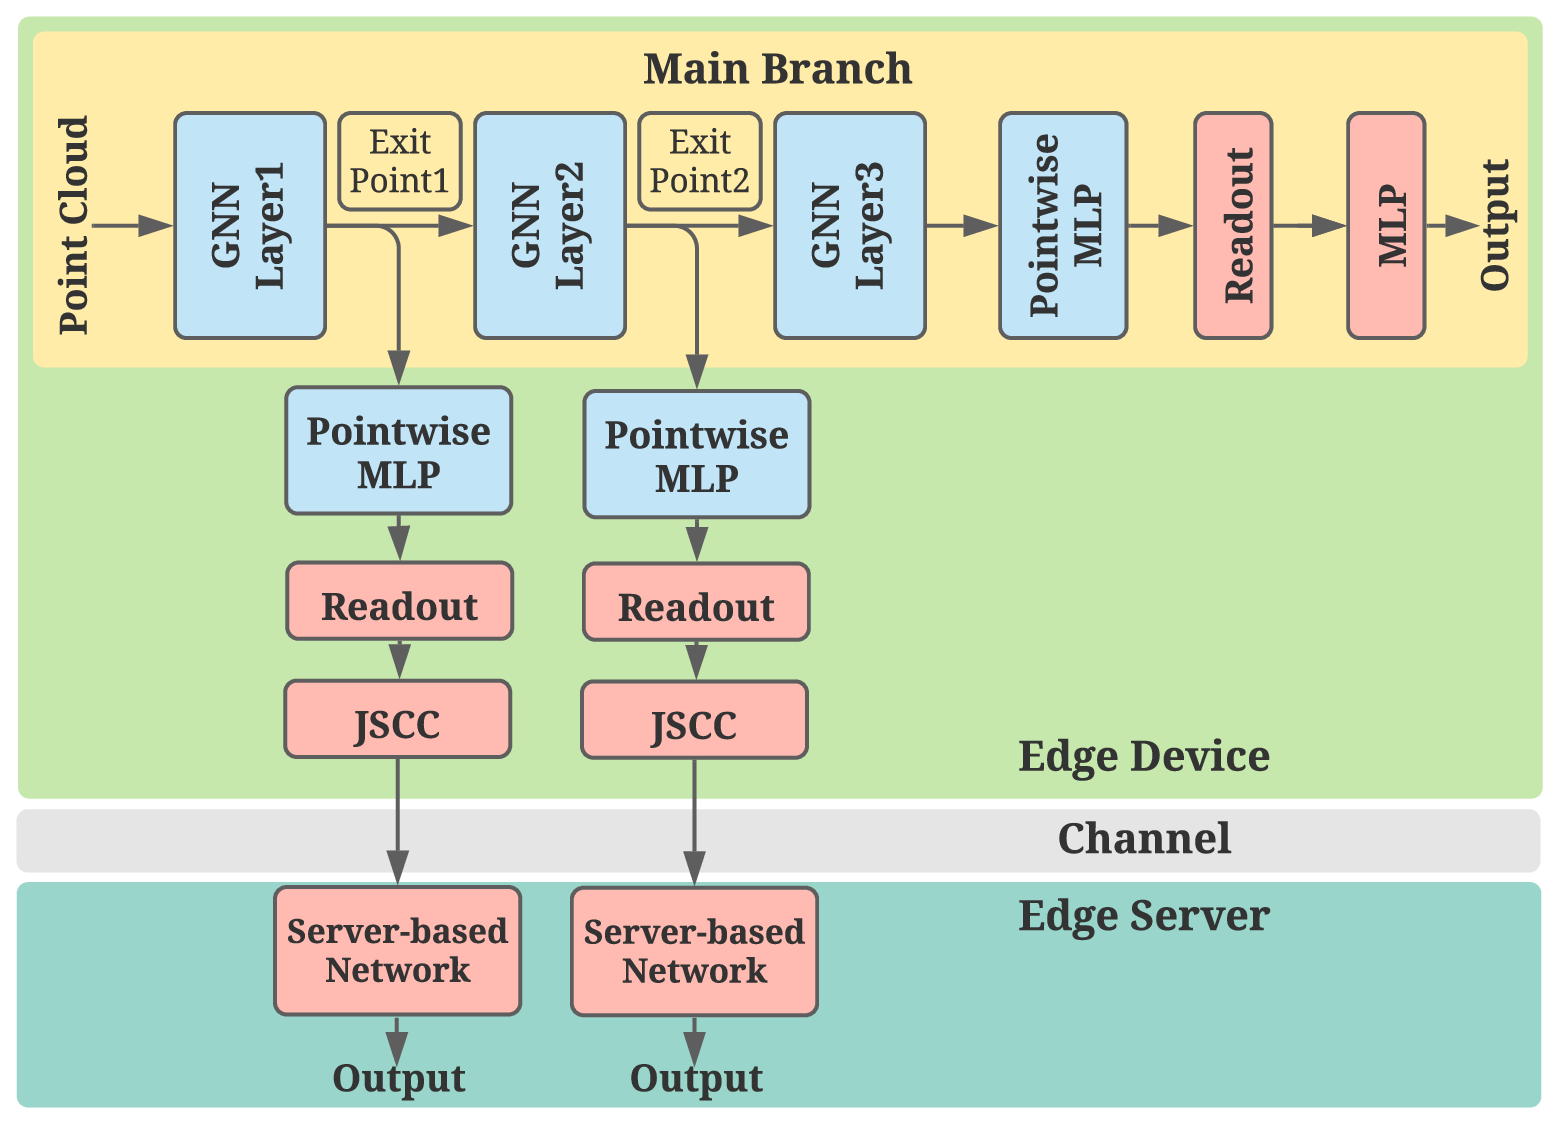 Main Branch
Point Cloud
GNN
Layer1
Exit
Point1
GNN
Layer2
Exit
Point2
GNN
Layer3
Pointwise
MLP
Readout
MLP
Output
Pointwise
MLP
Readout
JSCC
Pointwise
MLP
Readout
JSCC
Edge Device
Channel
Edge Server
Server-based
Network
Output
Server-based
Network
Output